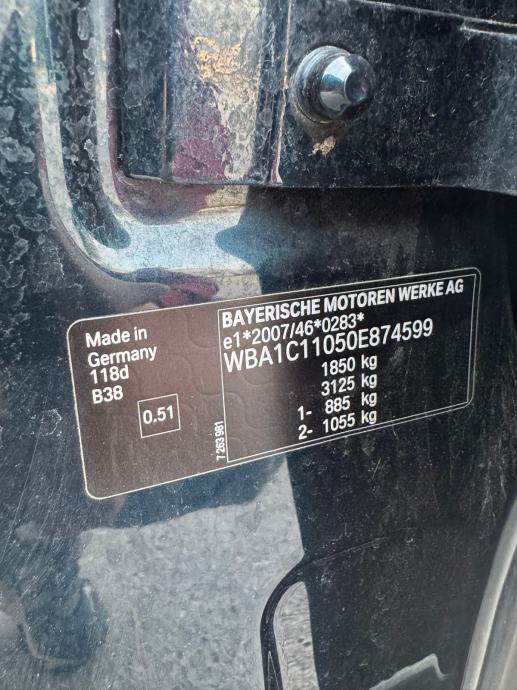 Made in
Germany
118d
B38
0.51
7 263 981
BAYERISCHE MOTOREN WERKE AG
e1*2007/46*0283*
WBA1C11050E874599
1850 kg
3125 kg
1- 885 kg
2- 1055 kg